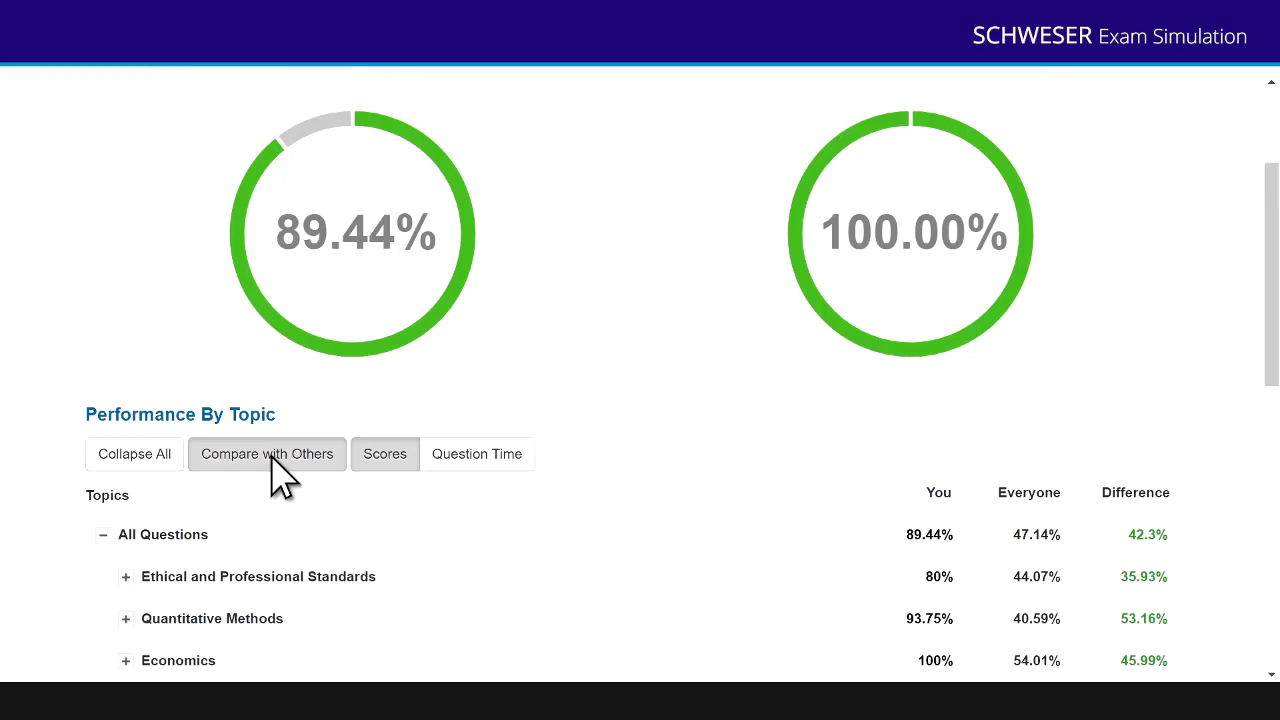 SCHWESER Exam Simulation
89.44% 100.00%
Performance By Topic
Collapse All Compare with Others Scores Question Time
Topics You Everyone Difference
− All Questions 89.44% 47.14% 42.3%
+ Ethical and Professional Standards 80% 44.07% 35.93%
+ Quantitative Methods 93.75% 40.59% 53.16%
+ Economics 100% 54.01% 45.99%